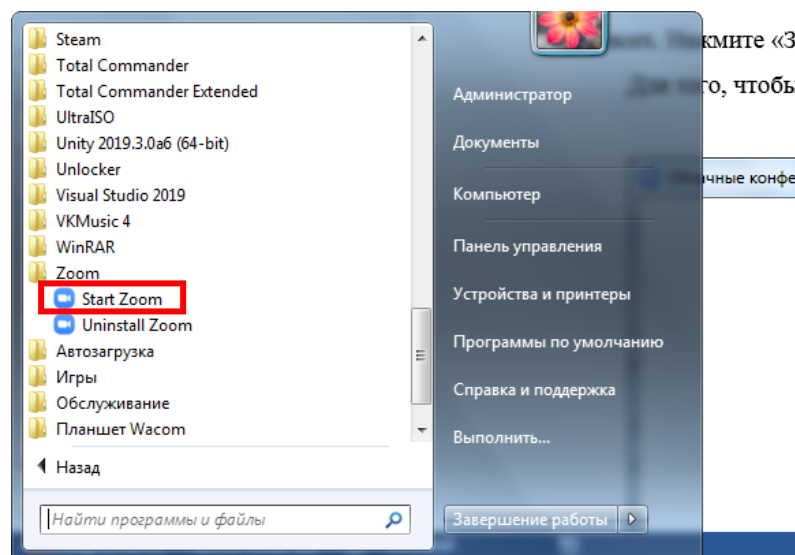 Steam
Total Commander
Total Commander Extended
UltraISO
Unity 2019.3.0a6 (64-bit)
Unlocker
Visual Studio 2019
VKMusic 4
WinRAR
Zoom
Start Zoom
Uninstall Zoom
Автозагрузка
Игры
Обслуживание
Планшет Wacom
Назад
Найти программы и файлы
Администратор
Документы
Компьютер
Панель управления
Устройства и принтеры
Программы по умолчанию
Справка и поддержка
Выполнить...
Завершение работы
кмите «З
го, чтобы
чные конфе